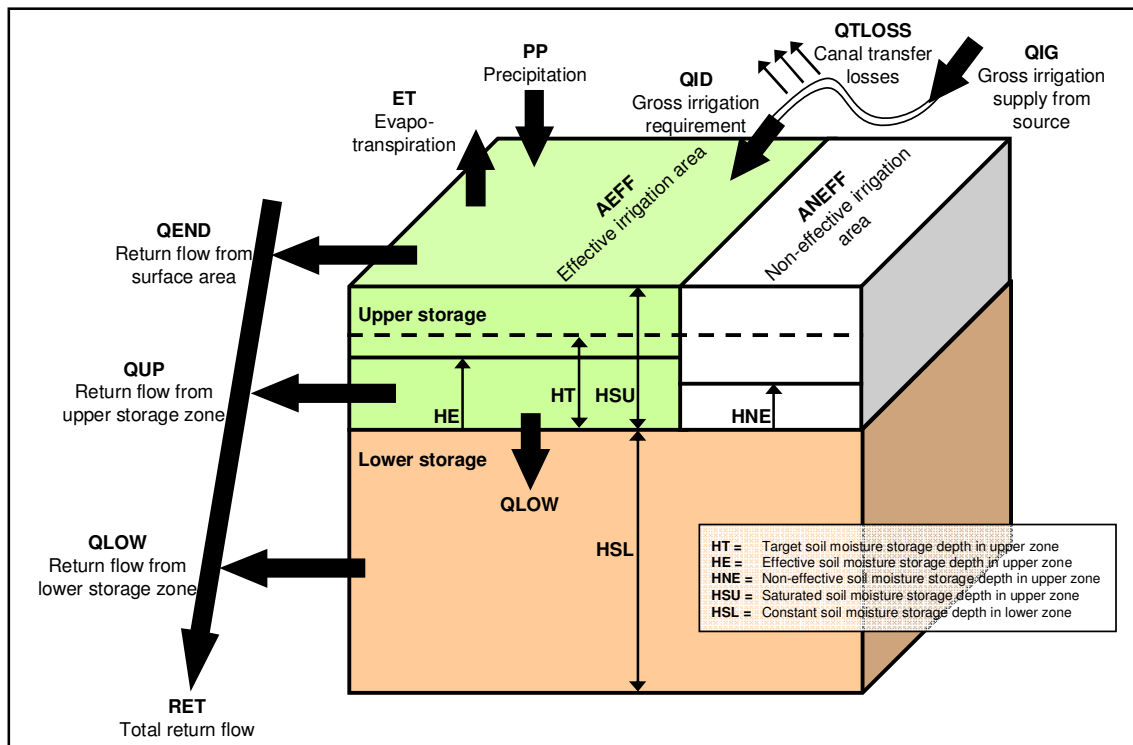 QTLOSS
Canal transfer
losses
QIG
Gross irrigation
supply from
source
PP
Precipitation
QID
Gross irrigation
requirement
ET
Evapo-
transpiration
AEFF
Effective irrigation area
ANEFF
Non-effective irrigation
area
QEND
Return flow from
surface area
Upper storage
QUP
Return flow from
upper storage zone
HE
HT
HSU
HNE
Lower storage
QLOW
HSL
QLOW
Return flow from
lower storage zone
HT = Target soil moisture storage depth in upper zone
HE = Effective soil moisture storage depth in upper zone
HNE = Non-effective soil moisture storage depth in upper zone
HSU = Saturated soil moisture storage depth in upper zone
HSL = Constant soil moisture storage depth in lower zone
RET
Total return flow